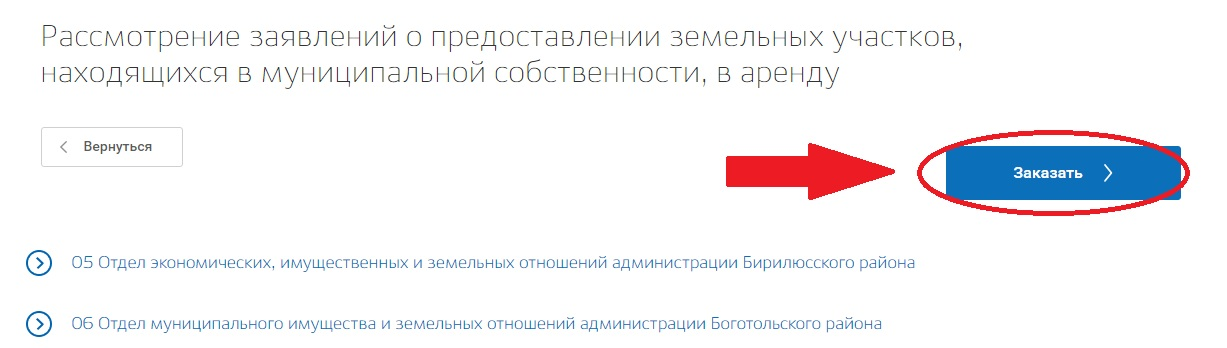 Рассмотрение заявлений о предоставлении земельных участков,
находящихся в муниципальной собственности, в аренду
Вернуться
Заказать
05 Отдел экономических, имущественных и земельных отношений администрации Бирилюсского района
06 Отдел муниципального имущества и земельных отношений администрации Боготольского района